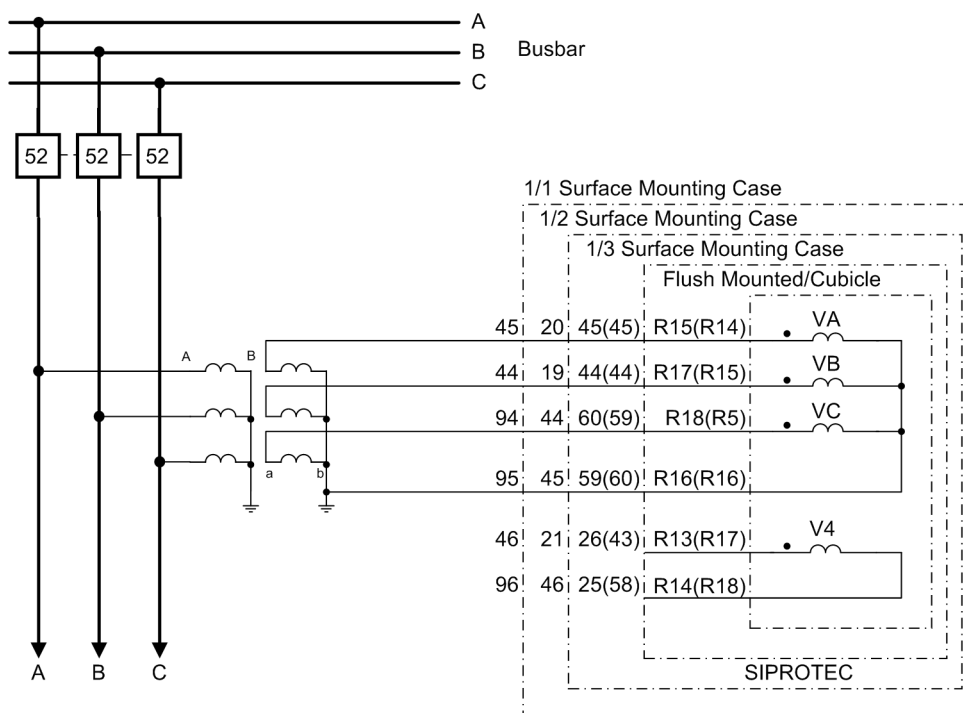 A
B Busbar
C
52 52 52
1/1 Surface Mounting Case
1/2 Surface Mounting Case
1/3 Surface Mounting Case
Flush Mounted/Cubicle
45 20 45(45) R15(R14) VA
A B
44 19 44(44) R17(R15) VB
94 44 60(59) R18(R5) VC
a b
95 45 59(60) R16(R16)
46 21 26(43) R13(R17) V4
96 46 25(58) R14(R18)
A B C
SIPROTEC